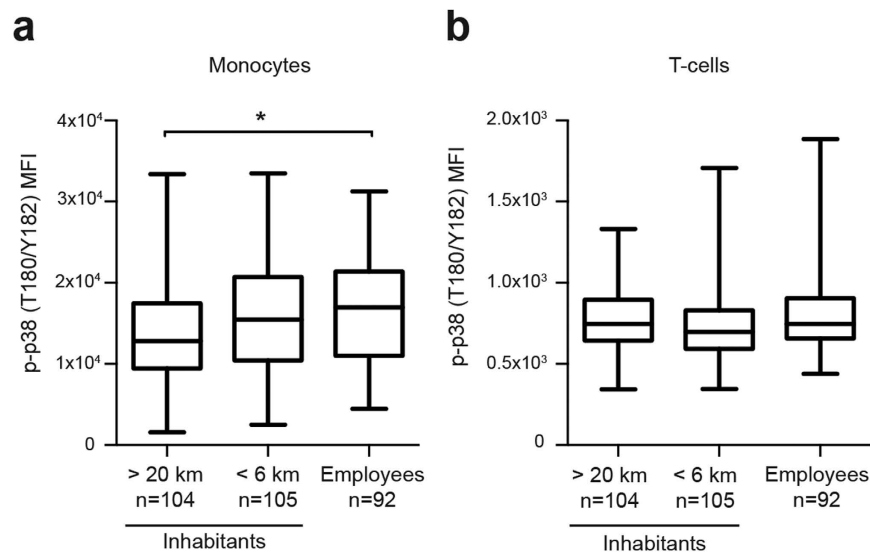 a
Monocytes
p-p38 (T180/Y182) MFI
4x10⁴
3x10⁴
2x10⁴
1x10⁴
0
*
> 20 km
n=104
< 6 km
n=105
Employees
n=92
Inhabitants
b
T-cells
p-p38 (T180/Y182) MFI
2.0x10³
1.5x10³
1.0x10³
0.5x10³
0
> 20 km
n=104
< 6 km
n=105
Employees
n=92
Inhabitants